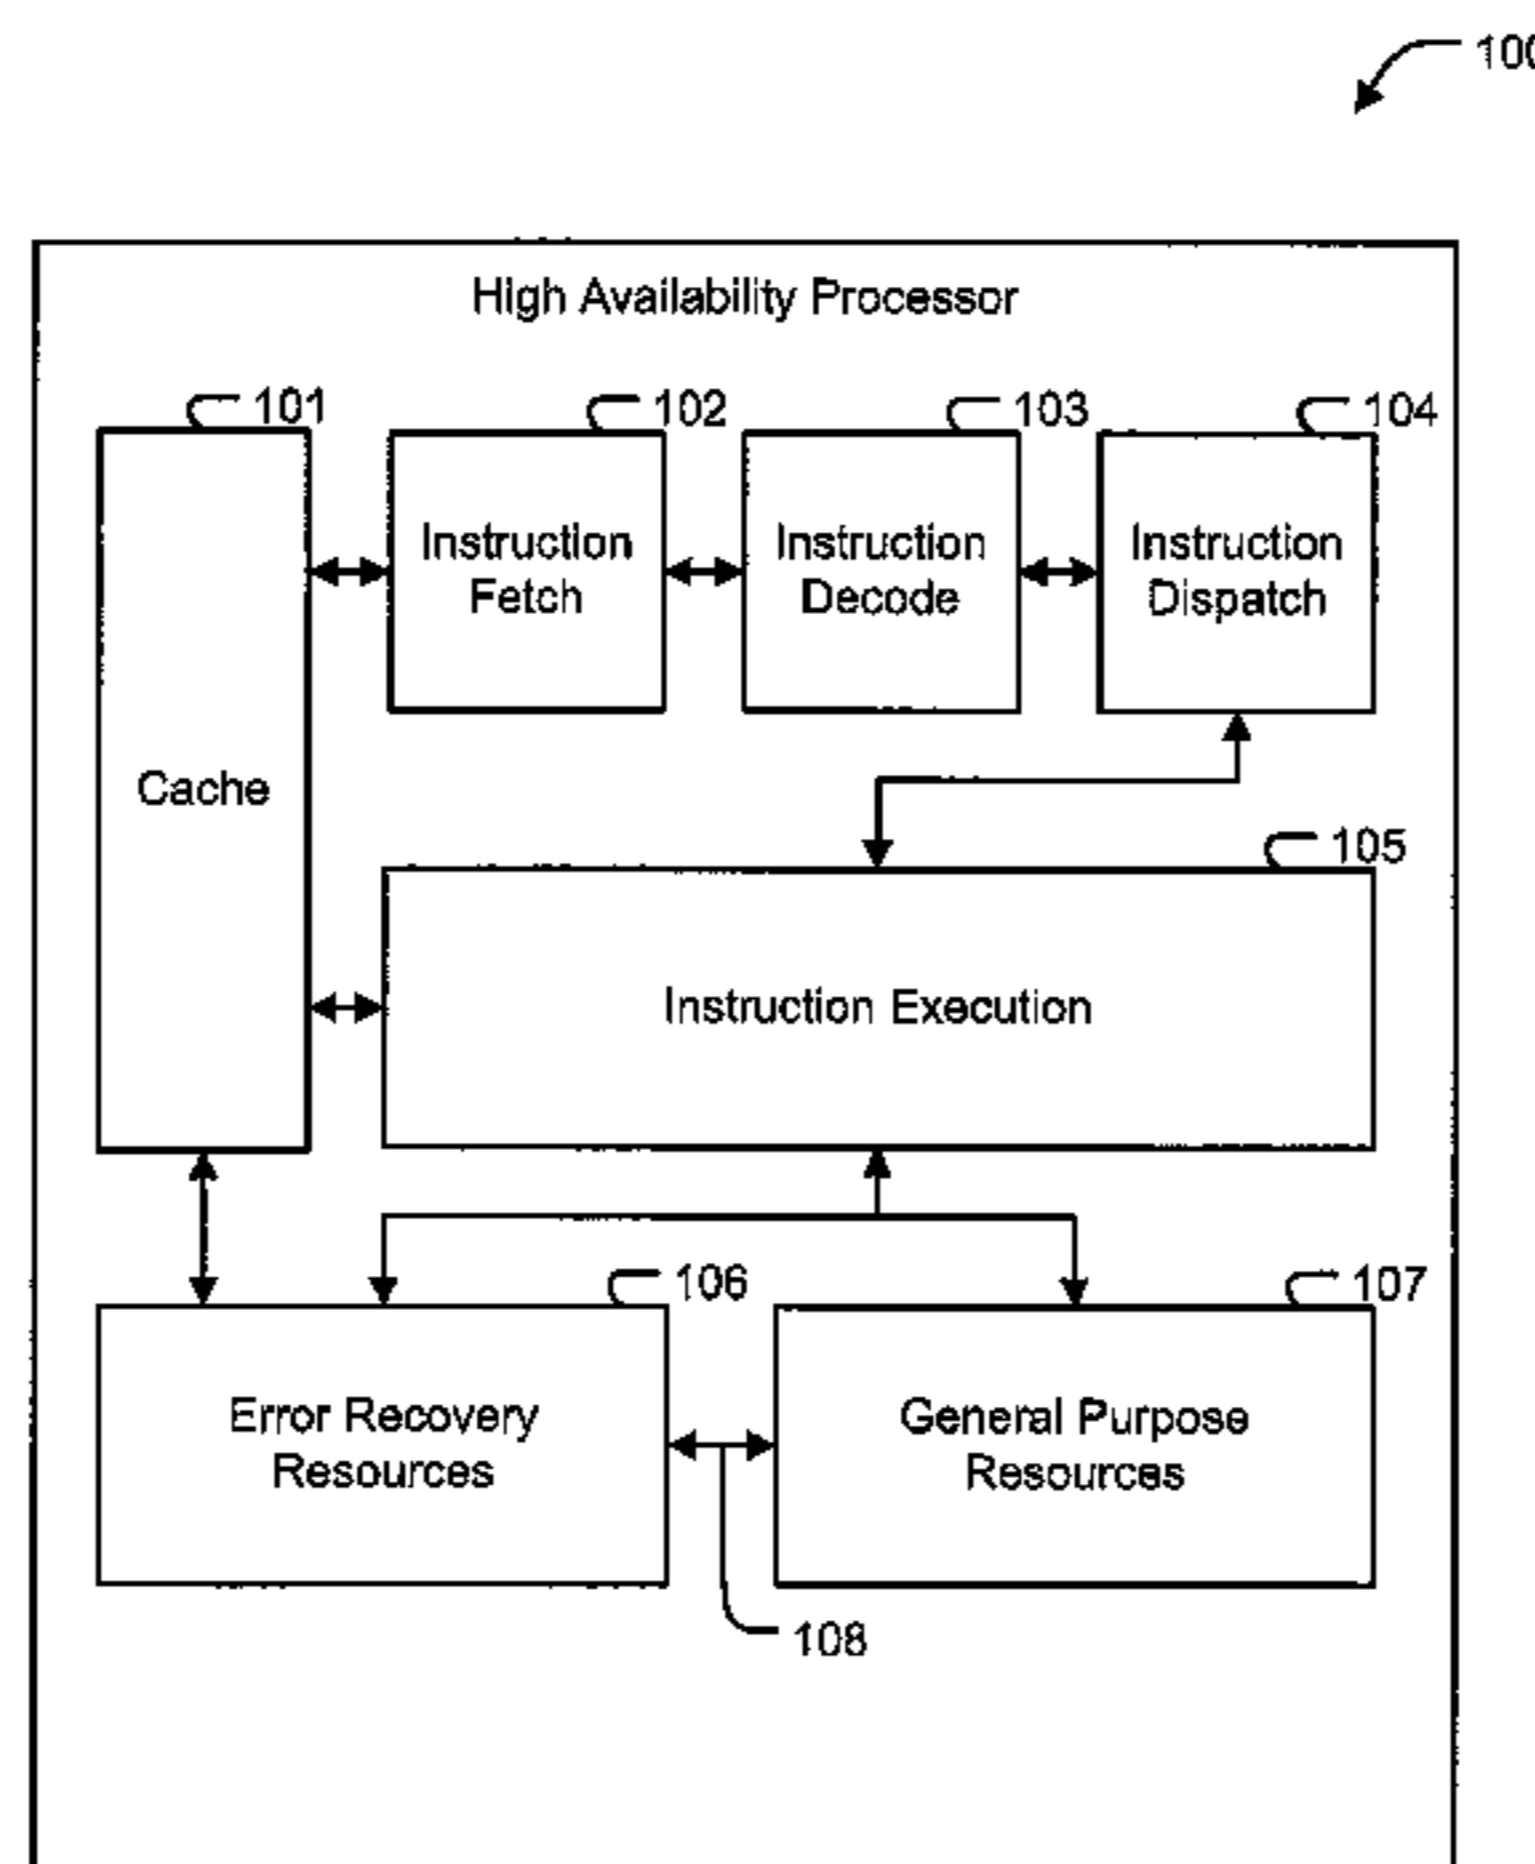 100
High Availability Processor
101
102
103
104
Instruction
Fetch
Instruction
Decode
Instruction
Dispatch
Cache
105
Instruction Execution
106
107
Error Recovery
Resources
General Purpose
Resources
108